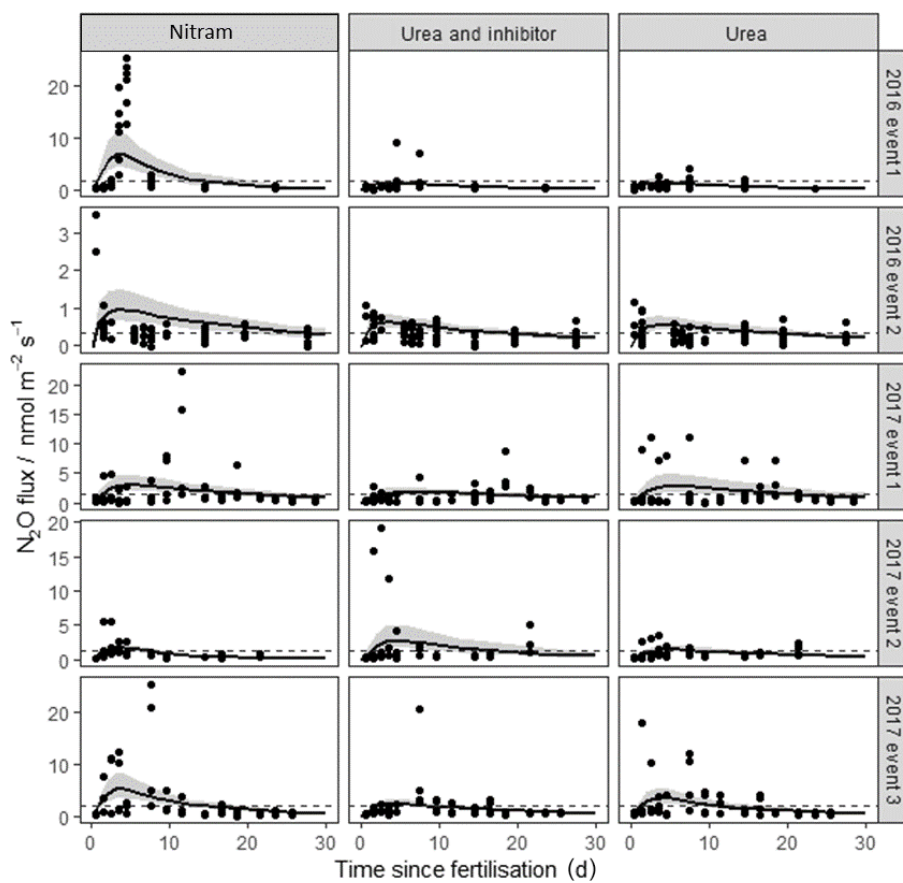 Nitram Urea and inhibitor Urea
20
10
0
2016 event 1
3
2
1
0
2016 event 2
20
15
10
5
0
2017 event 1
20
15
10
5
0
2017 event 2
20
10
0
2017 event 3
N₂O flux / nmol m⁻² s⁻¹
0 10 20 30 0 10 20 30 0 10 20 30
Time since fertilisation (d)